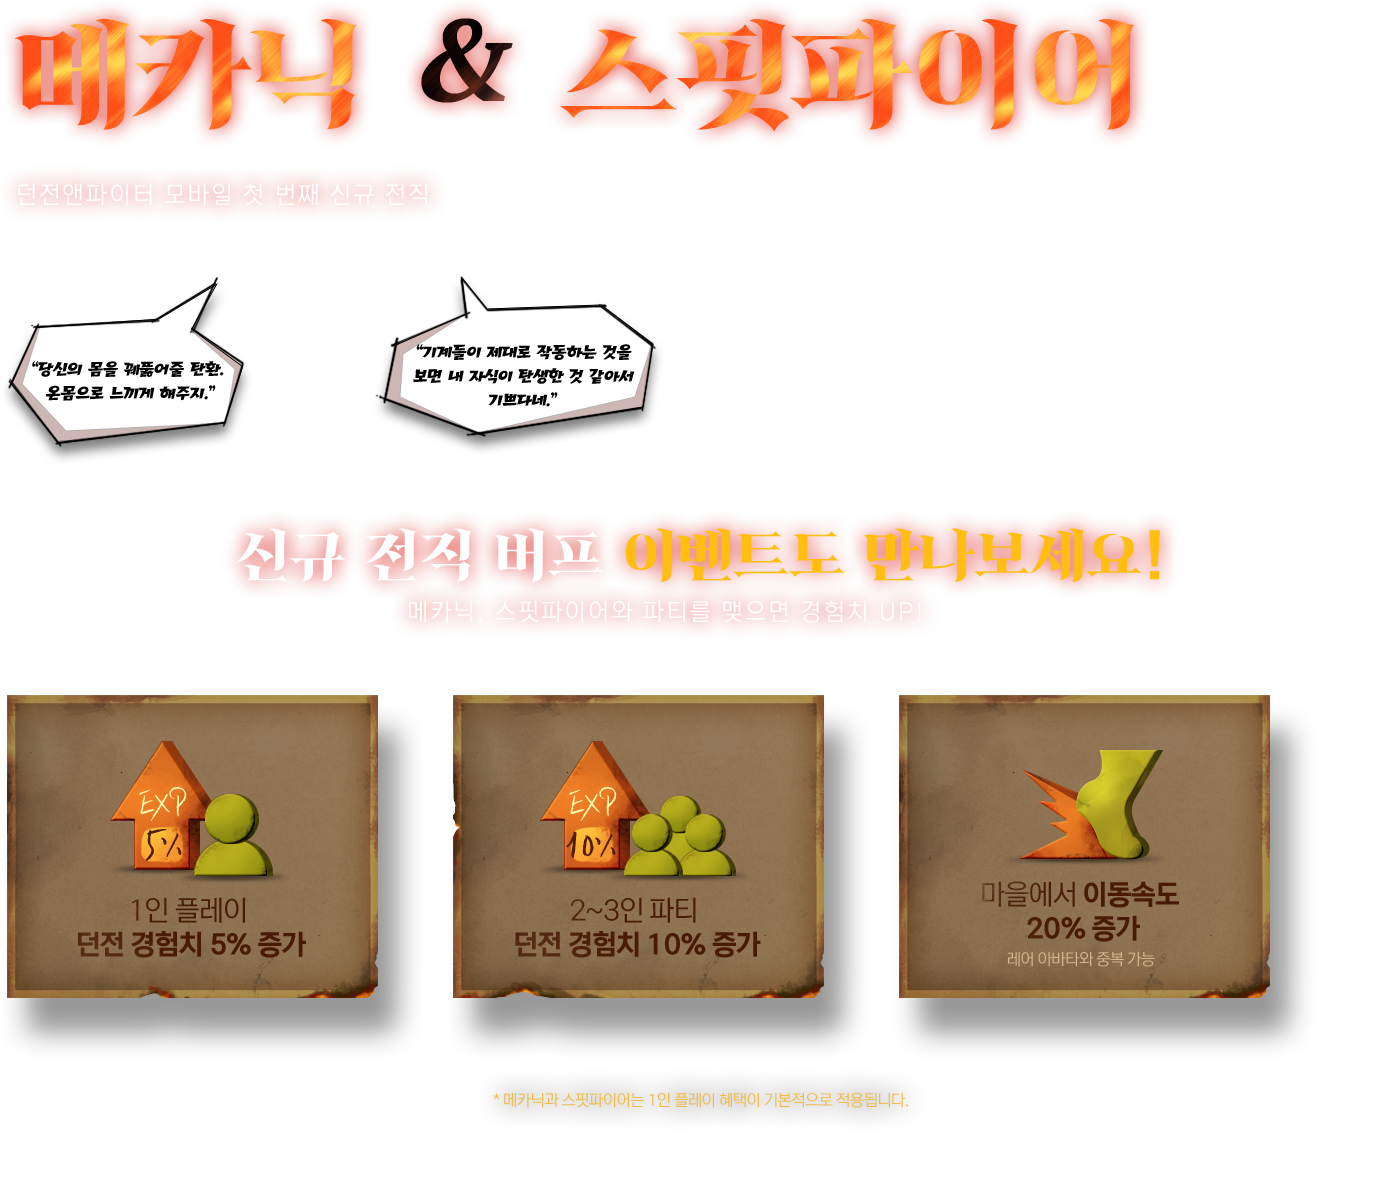 메카닉 & 스핏파이어
던전앤파이터 모바일 첫 번째 신규 전직
“당신의 몸을 꿰뚫어줄 탄환.
온몸으로 느끼게 해주지.”
“기계들이 제대로 작동하는 것을
보면 내 자식이 탄생한 것 같아서
기쁘다네.”
신규 전직 버프 이벤트도 만나보세요!
메카닉, 스핏파이어와 파티를 맺으면 경험치 UP!
EXP
5%
1인 플레이
던전 경험치 5% 증가
EXP
10%
2~3인 파티
던전 경험치 10% 증가
마을에서 이동속도
20% 증가
레어 아바타와 중복 가능
* 메카닉과 스핏파이어는 1인 플레이 혜택이 기본적으로 적용됩니다.